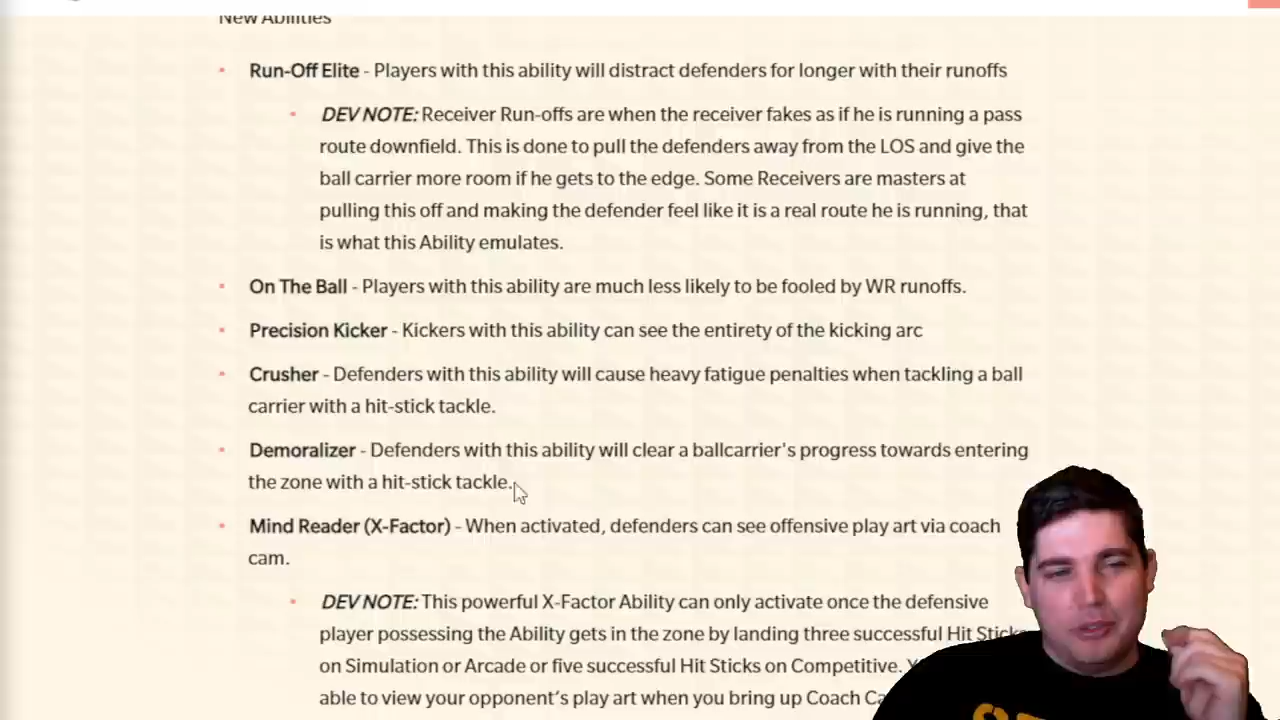 New Abilities
Run-Off Elite - Players with this ability will distract defenders for longer with their runoffs
DEV NOTE: Receiver Run-offs are when the receiver fakes as if he is running a pass
route downfield. This is done to pull the defenders away from the LOS and give the
ball carrier more room if he gets to the edge. Some Receivers are masters at
pulling this off and making the defender feel like it is a real route he is running, that
is what this Ability emulates.
On The Ball - Players with this ability are much less likely to be fooled by WR runoffs.
Precision Kicker - Kickers with this ability can see the entirety of the kicking arc
Crusher - Defenders with this ability will cause heavy fatigue penalties when tackling a ball
carrier with a hit-stick tackle.
Demoralizer - Defenders with this ability will clear a ballcarrier's progress towards entering
the zone with a hit-stick tackle.
Mind Reader (X-Factor) - When activated, defenders can see offensive play art via coach
cam.
DEV NOTE: This powerful X-Factor Ability can only activate once the defensive
player possessing the Ability gets in the zone by landing three successful Hit Sticks
on Simulation or Arcade or five successful Hit Sticks on Competitive.
able to view your opponent's play art when you bring up Coach